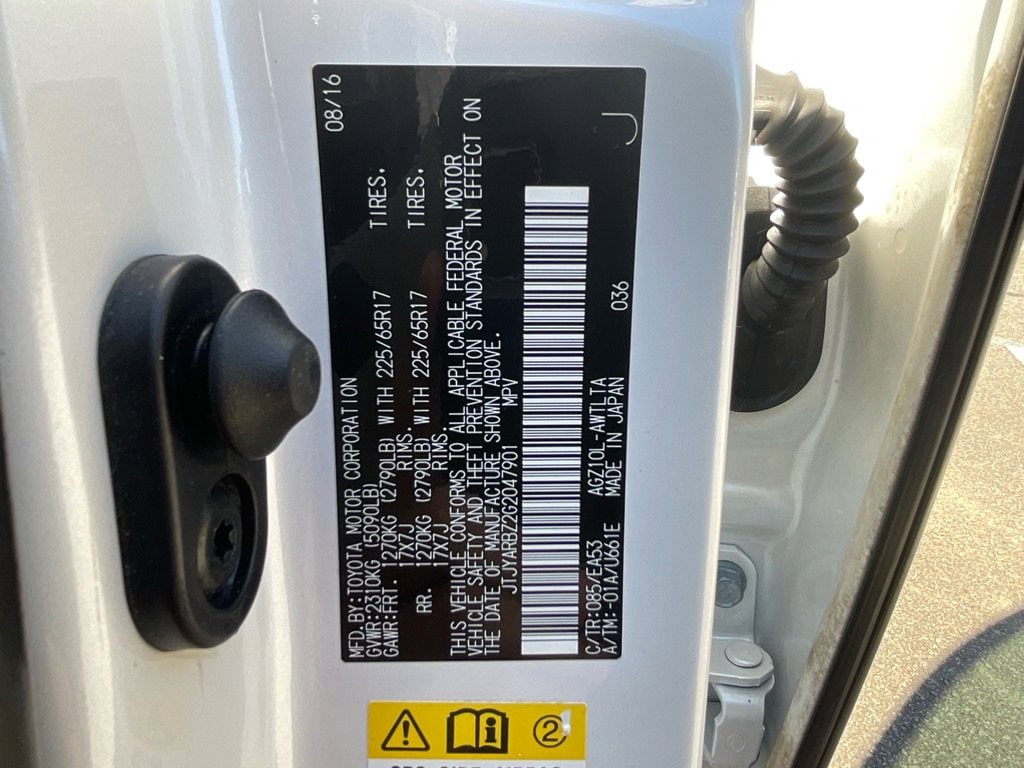 MFD.BY:TOYOTA MOTOR CORPORATION 08/16
GVWR:2310KG (5090LB)
GAWR:FRT. 1270KG (2790LB) WITH 225/65R17 TIRES.
17X7J RIMS.
RR. 1270KG (2790LB) WITH 225/65R17 TIRES.
17X7J RIMS.
THIS VEHICLE CONFORMS TO ALL APPLICABLE FEDERAL MOTOR
VEHICLE SAFETY AND THEFT PREVENTION STANDARDS IN EFFECT ON
THE DATE OF MANUFACTURE SHOWN ABOVE.
JTJYARBZ2G2047901 MPV
J
C/TR:085/EA53 AGZ10L-AWTLTA 036
A/TM:-01A/U661E MADE IN JAPAN
2